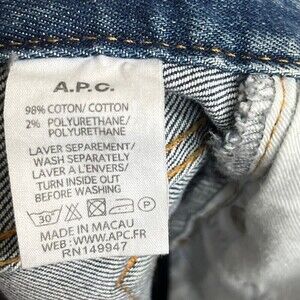 A.P.C.
98% COTON/ COTTON
2% POLYURETHANE/
POLYURETHANE
LAVER SEPAREMENT/
WASH SEPARATELY
LAVER A L'ENVERS/
TURN INSIDE OUT
BEFORE WASHING
30° P
MADE IN MACAU
WEB : WWW.APC.FR
RN149947